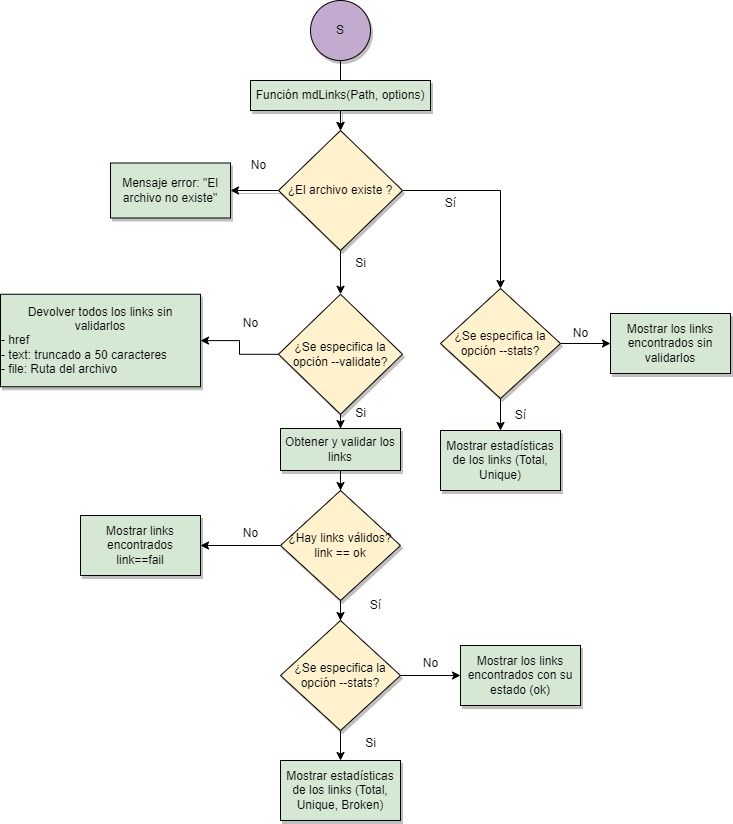 S
Función mdLinks(Path, options)
No
Mensaje error: "El
archivo no existe"
¿El archivo existe ?
Sí
Si
Devolver todos los links sin
validarlos
- href
- text: truncado a 50 caracteres
- file: Ruta del archivo
No
¿Se especifica la
opción --validate?
¿Se especifica la
opción --stats?
No
Mostrar los links
encontrados sin
validarlos
Si
Sí
Obtener y validar los
links
Mostrar estadísticas
de los links (Total,
Unique)
Mostrar links
encontrados
link==fail
No
¿Hay links válidos?
link == ok
Sí
¿Se especifica la
opción --stats?
No
Mostrar los links
encontrados con su
estado (ok)
Si
Mostrar estadísticas
de los links (Total,
Unique, Broken)